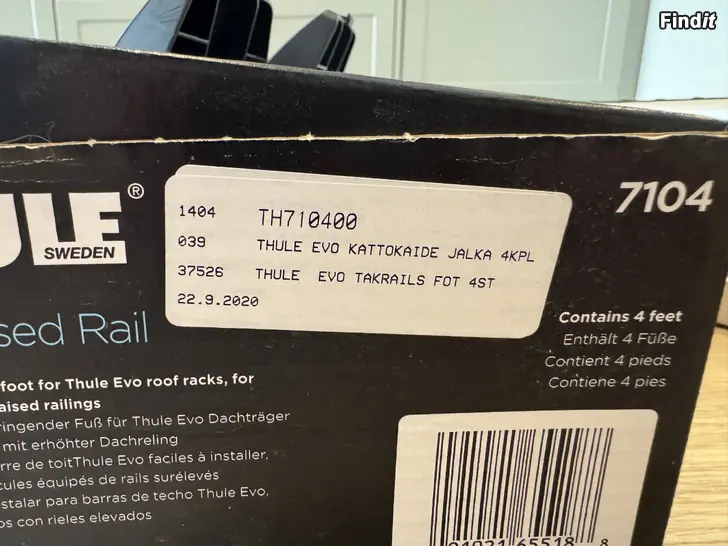 Findit
ULE®
SWEDEN
7104
1404 TH710400
039 THULE EVO KATTOKAIDE JALKA 4KPL
37526 THULE EVO TAKRAILS FOT 4ST
22.9.2020
sed Rail
foot for Thule Evo roof racks, for
aised railings
ringender Fuß für Thule Evo Dachträger
mit erhöhter Dachreling
rre de toitThule Evo faciles à installer,
cules équipés de rails surélevés
stalar para barras de techo Thule Evo,
os con rieles elevados
Contains 4 feet
Enthält 4 Füße
Contient 4 pieds
Contiene 4 pies